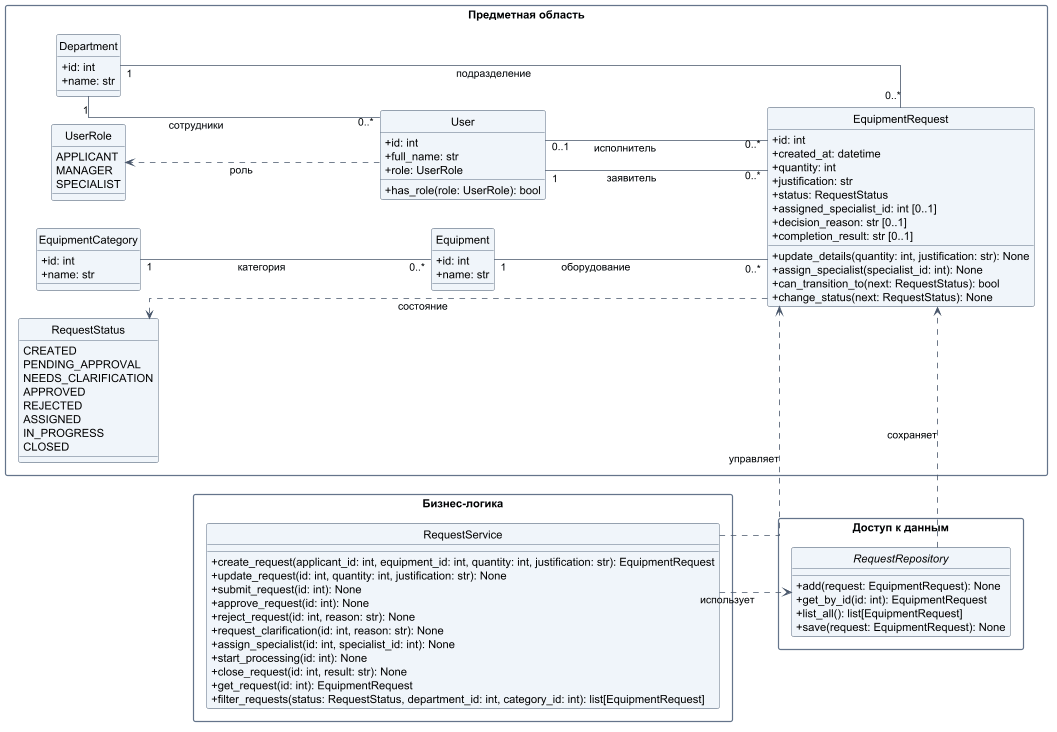 Предметная область
Department
+id: int
+name: str
1
подразделение
0..*
1
сотрудники
0..*
UserRole
APPLICANT
MANAGER
SPECIALIST
роль
User
+id: int
+full_name: str
+role: UserRole
+has_role(role: UserRole): bool
0..1
исполнитель
0..*
1
заявитель
0..*
EquipmentRequest
+id: int
+created_at: datetime
+quantity: int
+justification: str
+status: RequestStatus
+assigned_specialist_id: int [0..1]
+decision_reason: str [0..1]
+completion_result: str [0..1]
+update_details(quantity: int, justification: str): None
+assign_specialist(specialist_id: int): None
+can_transition_to(next: RequestStatus): bool
+change_status(next: RequestStatus): None
EquipmentCategory
+id: int
+name: str
1
категория
0..*
Equipment
+id: int
+name: str
1
оборудование
0..*
состояние
RequestStatus
CREATED
PENDING_APPROVAL
NEEDS_CLARIFICATION
APPROVED
REJECTED
ASSIGNED
IN_PROGRESS
CLOSED
сохраняет
управляет
Бизнес-логика
RequestService
+create_request(applicant_id: int, equipment_id: int, quantity: int, justification: str): EquipmentRequest
+update_request(id: int, quantity: int, justification: str): None
+submit_request(id: int): None
+approve_request(id: int): None
+reject_request(id: int, reason: str): None
+request_clarification(id: int, reason: str): None
+assign_specialist(id: int, specialist_id: int): None
+start_processing(id: int): None
+close_request(id: int, result: str): None
+get_request(id: int): EquipmentRequest
+filter_requests(status: RequestStatus, department_id: int, category_id: int): list[EquipmentRequest]
использует
Доступ к данным
RequestRepository
+add(request: EquipmentRequest): None
+get_by_id(id: int): EquipmentRequest
+list_all(): list[EquipmentRequest]
+save(request: EquipmentRequest): None